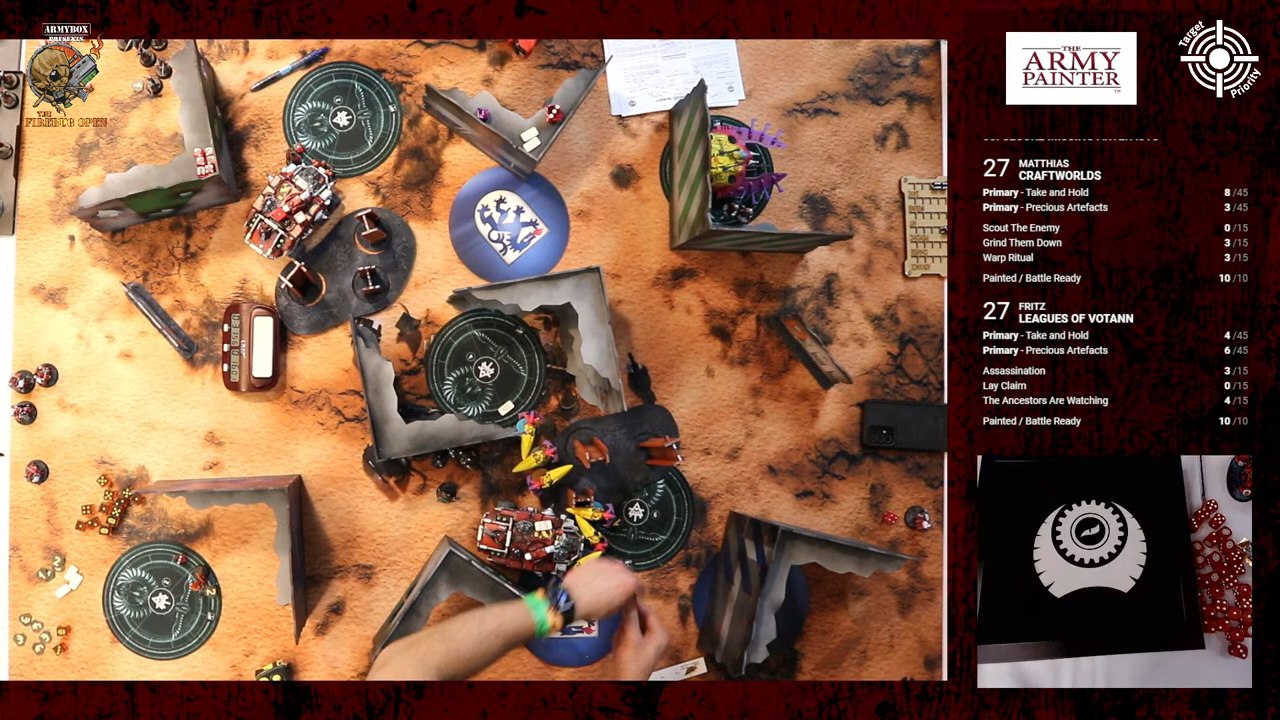 ARMYBOX
PRESENTS
THE
FIREBUG OPEN
THE
ARMY
PAINTER
Target
Priority
27 MATTHIAS
CRAFTWORLDS
Primary - Take and Hold 8 /45
Primary - Precious Artefacts 3 /45
Scout The Enemy 0 /15
Grind Them Down 3 /15
Warp Ritual 3 /15
Painted / Battle Ready 10 /10
27 FRITZ
LEAGUES OF VOTANN
Primary - Take and Hold 4 /45
Primary - Precious Artefacts 6 /45
Assassination 3 /15
Lay Claim 0 /15
The Ancestors Are Watching 4 /15
Painted / Battle Ready 10 /10